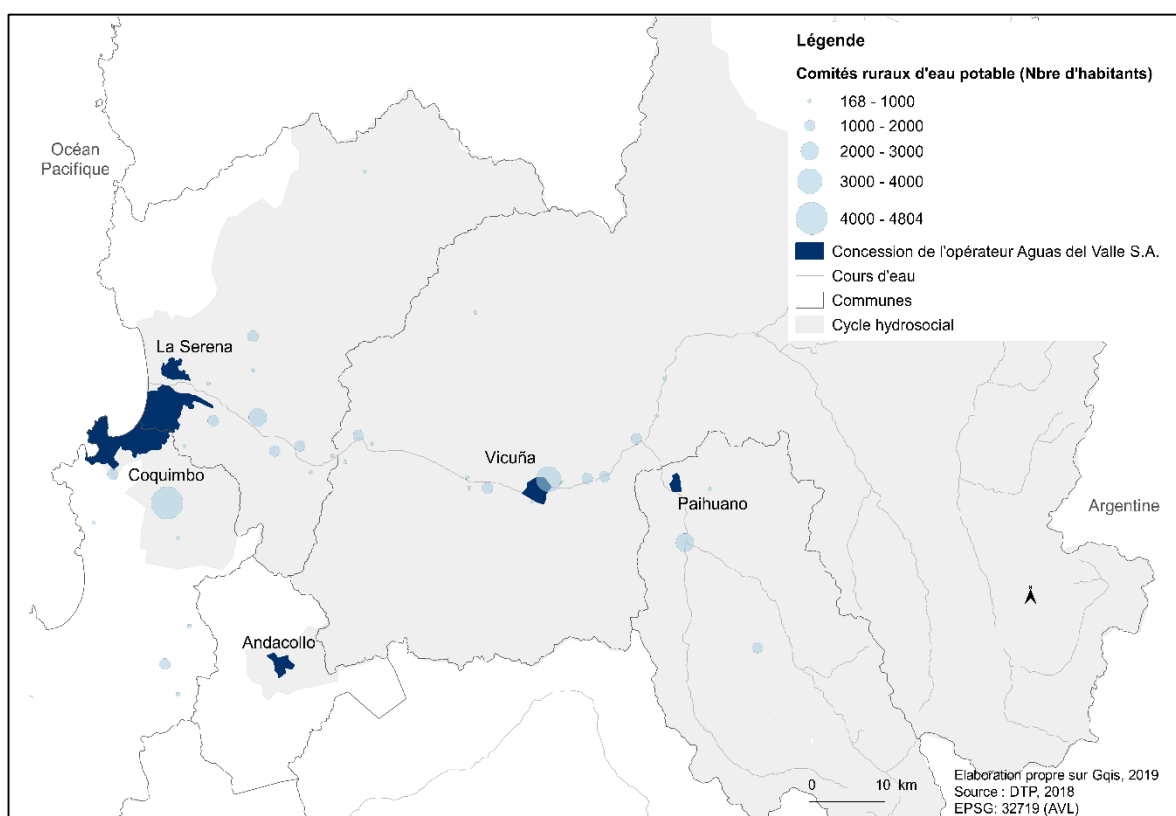 Légende
Comités ruraux d'eau potable (Nbre d'habitants)
168 - 1000
1000 - 2000
2000 - 3000
3000 - 4000
4000 - 4804
Concession de l'opérateur Aguas del Valle S.A.
Cours d'eau
Communes
Cycle hydrosocial
Océan
Pacifique
La Serena
Coquimbo
Vicuña
Paihuano
Argentine
Andacollo
0 10 km
Elaboration propre sur Qgis, 2019
Source : DTP, 2018
EPSG: 32719 (AVL)